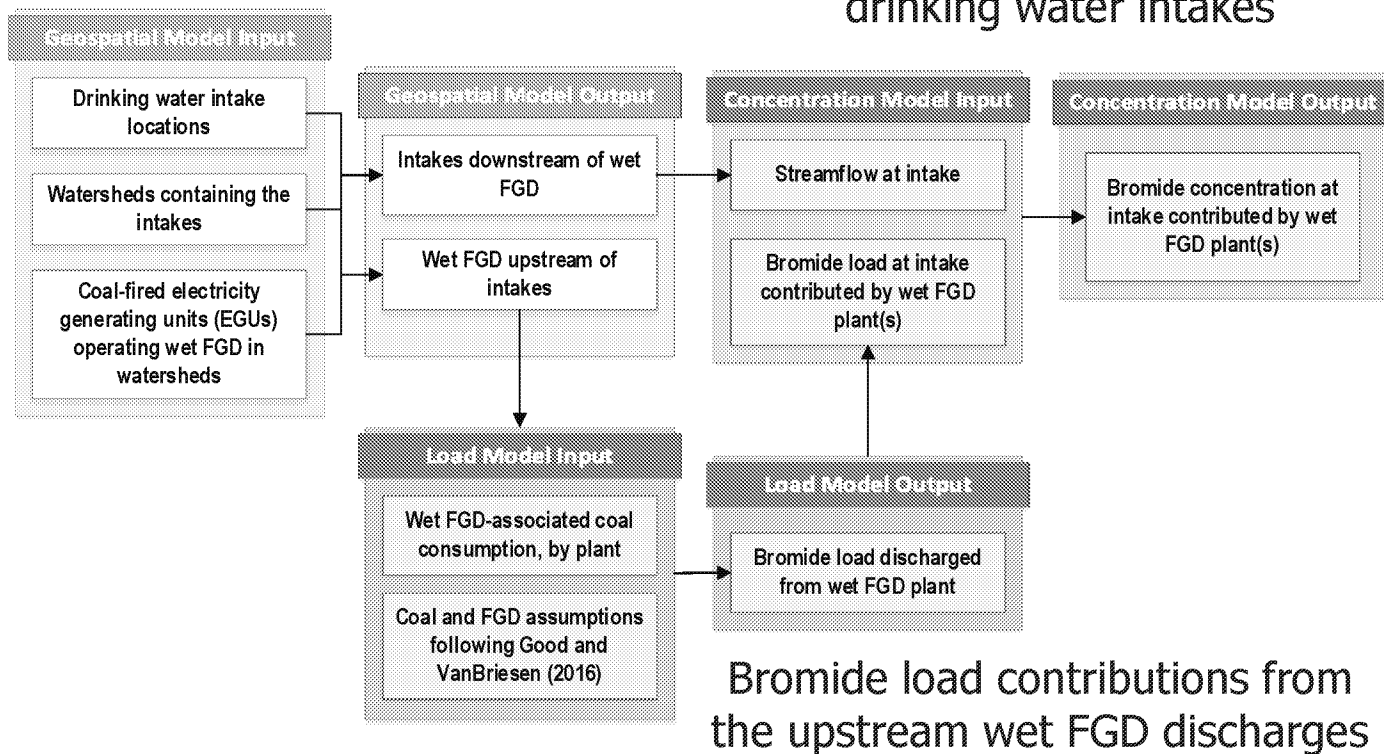 drinking water intakes
Geospatial Model Input
Drinking water intake
locations
Watersheds containing the
intakes
Coal-fired electricity
generating units (EGUs)
operating wet FGD in
watersheds
Geospatial Model Output
Intakes downstream of wet
FGD
Wet FGD upstream of
intakes
Concentration Model Input
Streamflow at intake
Bromide load at intake
contributed by wet FGD
plant(s)
Concentration Model Output
Bromide concentration at
intake contributed by wet
FGD plant(s)
Load Model Input
Wet FGD-associated coal
consumption, by plant
Coal and FGD assumptions
following Good and
VanBriesen (2016)
Load Model Output
Bromide load discharged
from wet FGD plant
Bromide load contributions from
the upstream wet FGD discharges